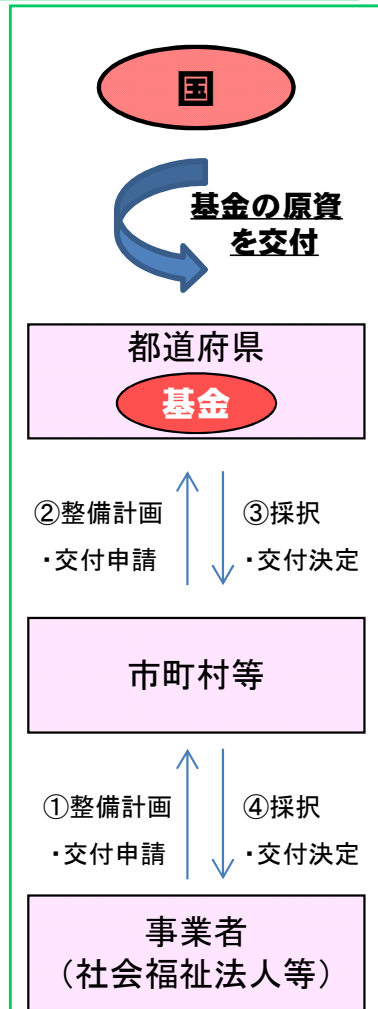 国
基金の原資
を交付
都道府県
基金
②整備計画
・交付申請
③採択
・交付決定
市町村等
①整備計画
・交付申請
④採択
・交付決定
事業者
（社会福祉法人等）